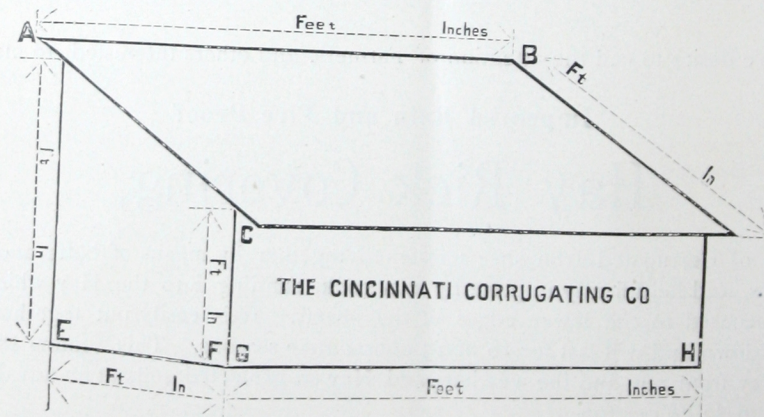 Feet Inches
A
B
Ft
In
Ft
In
C
Ft
In
THE CINCINNATI CORRUGATING CO
E
F G
H
Ft In
Feet Inches